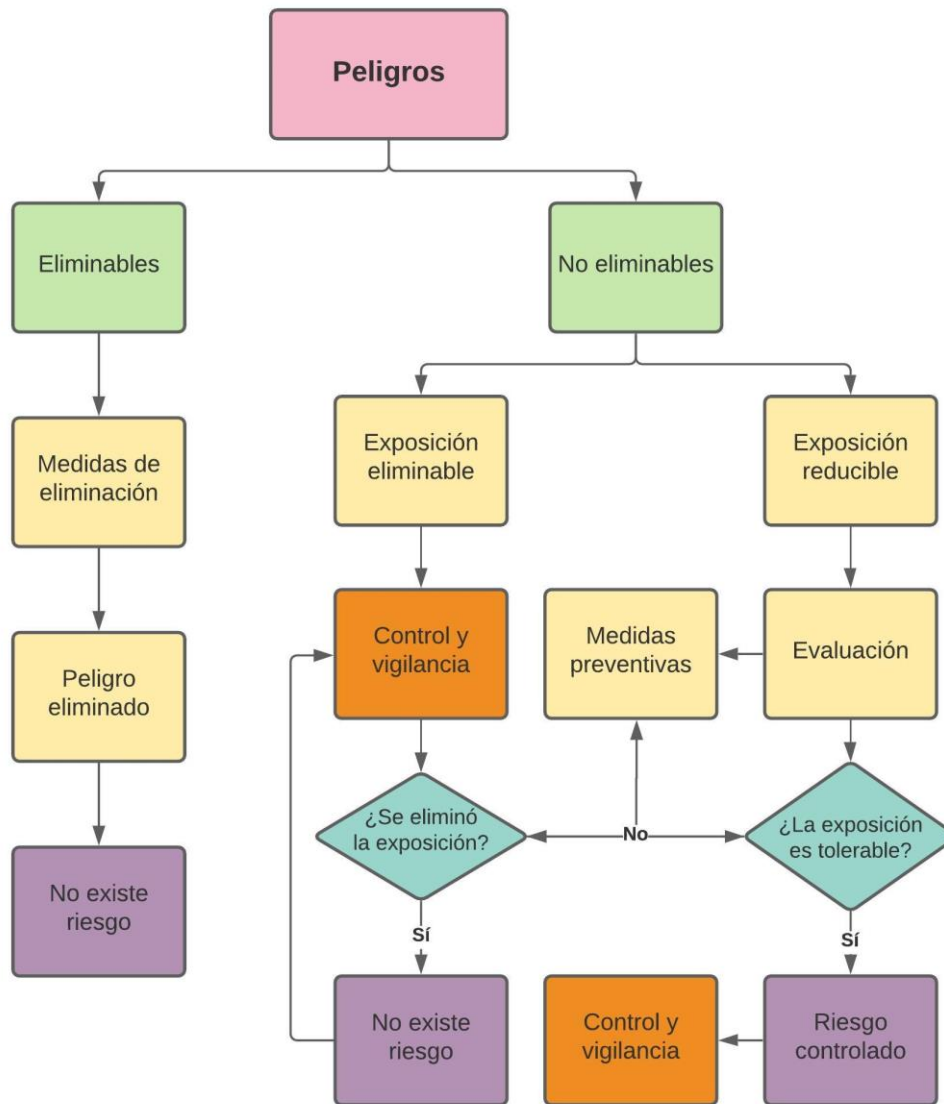 Peligros
Eliminables
No eliminables
Medidas de
eliminación
Exposición
eliminable
Exposición
reducible
Peligro
eliminado
Control y
vigilancia
Medidas
preventivas
Evaluación
No existe
riesgo
¿Se eliminó
la exposición?
No
¿La exposición
es tolerable?
Sí
Sí
No existe
riesgo
Control y
vigilancia
Riesgo
controlado